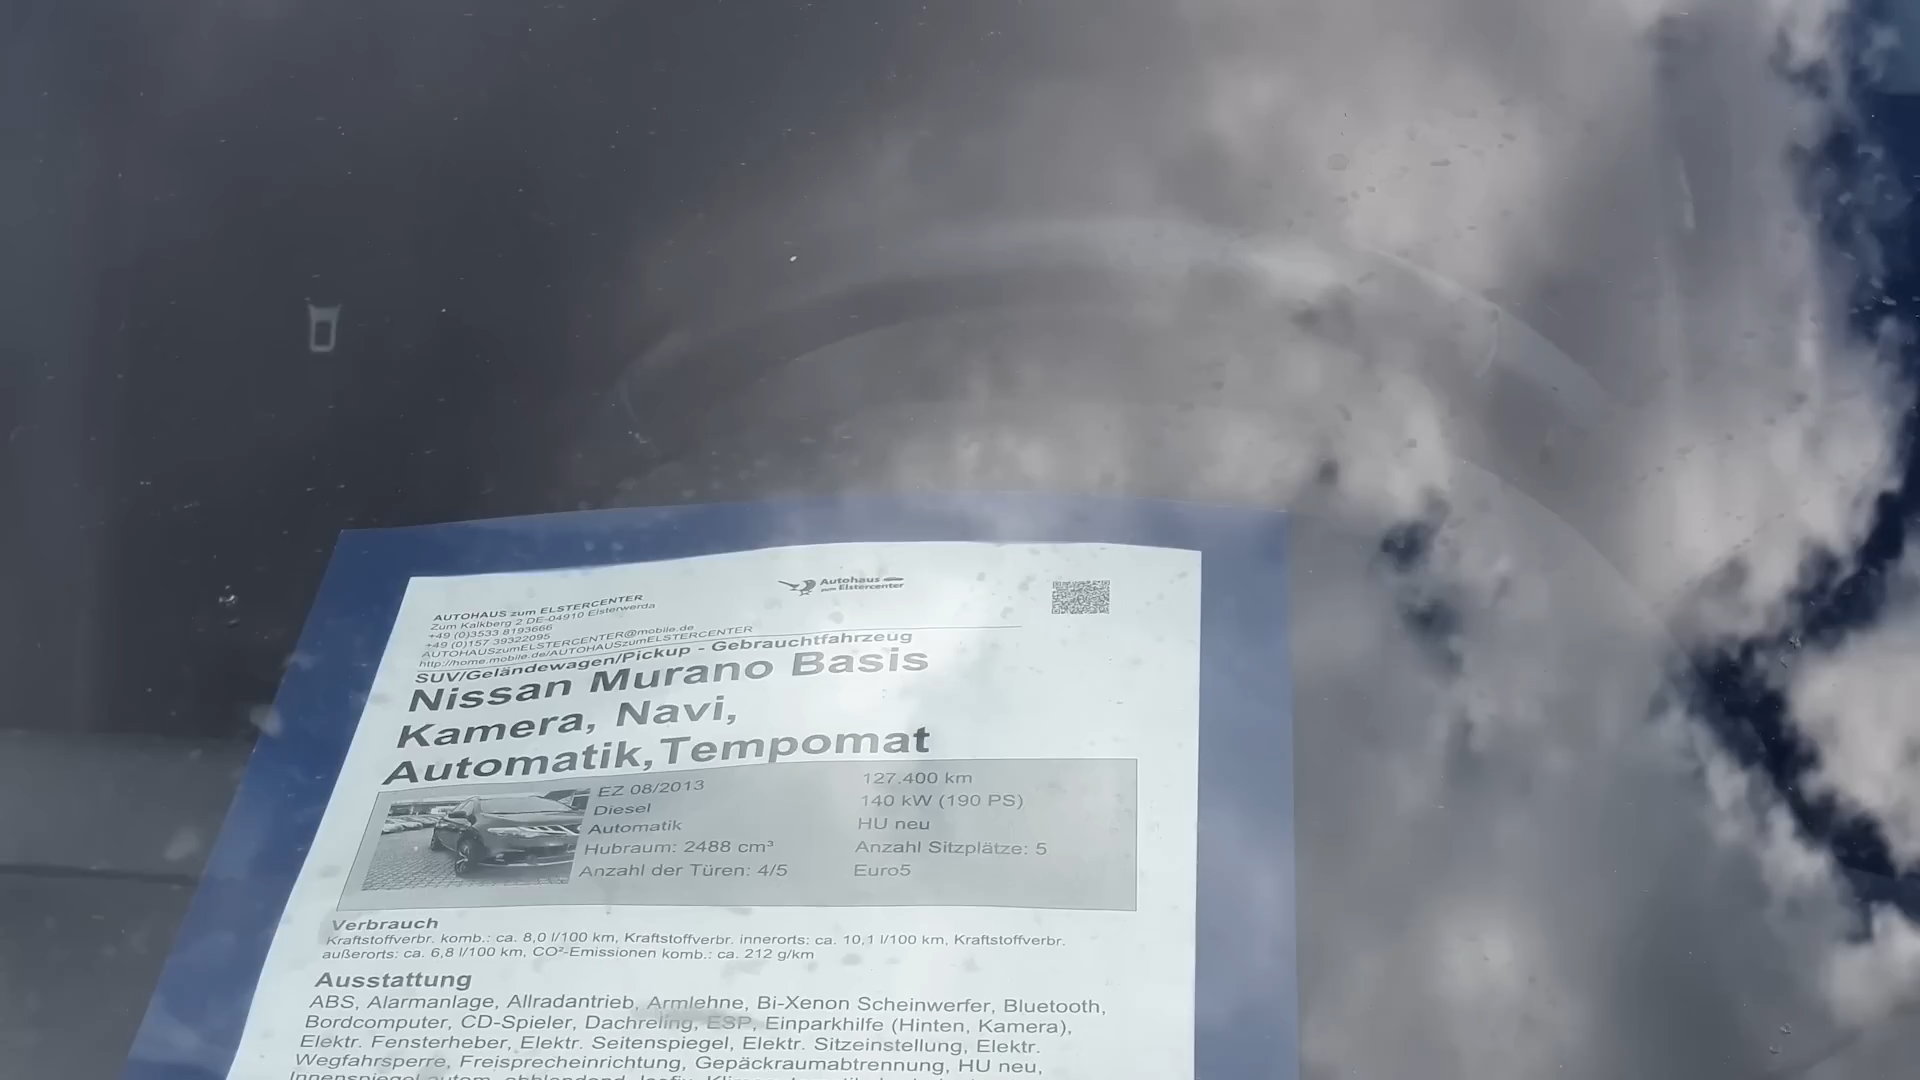 Autohaus
zum Elstercenter
AUTOHAUS zum ELSTERCENTER
Zum Kalkberg 2 DE-04910 Elsterwerda
+49 (0)3533 8193666
+49 (0)157 39322095
AUTOHAUSzumELSTERCENTER@mobile.de
http://home.mobile.de/AUTOHAUSzumELSTERCENTER
SUV/Geländewagen/Pickup - Gebrauchtfahrzeug
Nissan Murano Basis
Kamera, Navi,
Automatik,Tempomat
EZ 08/2013
127.400 km
Diesel
140 kW (190 PS)
Automatik
HU neu
Hubraum: 2488 cm³
Anzahl Sitzplätze: 5
Anzahl der Türen: 4/5
Euro5
Verbrauch
Kraftstoffverbr. komb.: ca. 8,0 l/100 km, Kraftstoffverbr. innerorts: ca. 10,1 l/100 km, Kraftstoffverbr.
außerorts: ca. 6,8 l/100 km, CO²-Emissionen komb.: ca. 212 g/km
Ausstattung
ABS, Alarmanlage, Allradantrieb, Armlehne, Bi-Xenon Scheinwerfer, Bluetooth,
Bordcomputer, CD-Spieler, Dachreling, ESP, Einparkhilfe (Hinten, Kamera),
Elektr. Fensterheber, Elektr. Seitenspiegel, Elektr. Sitzeinstellung, Elektr.
Wegfahrsperre, Freisprecheinrichtung, Gepäckraumabtrennung, HU neu,
Innenspiegel autom. abblendend, Isofix,